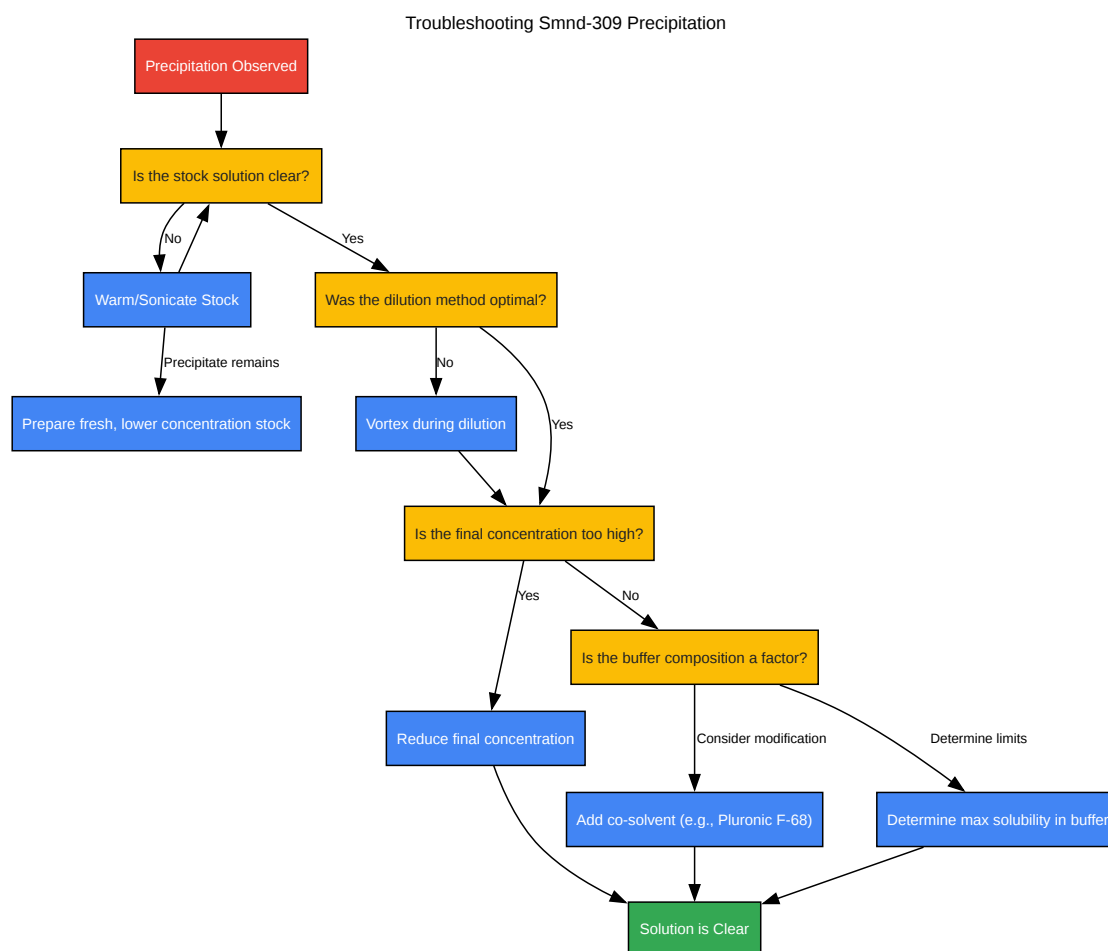 Troubleshooting Smnd-309 Precipitation
Precipitation Observed
Is the stock solution clear?
No
Yes
Warm/Sonicate Stock
Was the dilution method optimal?
Precipitate remains
No
Prepare fresh, lower concentration stock
Vortex during dilution
Yes
Is the final concentration too high?
Yes
No
Is the buffer composition a factor?
Reduce final concentration
Consider modification
Determine limits
Add co-solvent (e.g., Pluronic F-68)
Determine max solubility in buffer
Solution is Clear